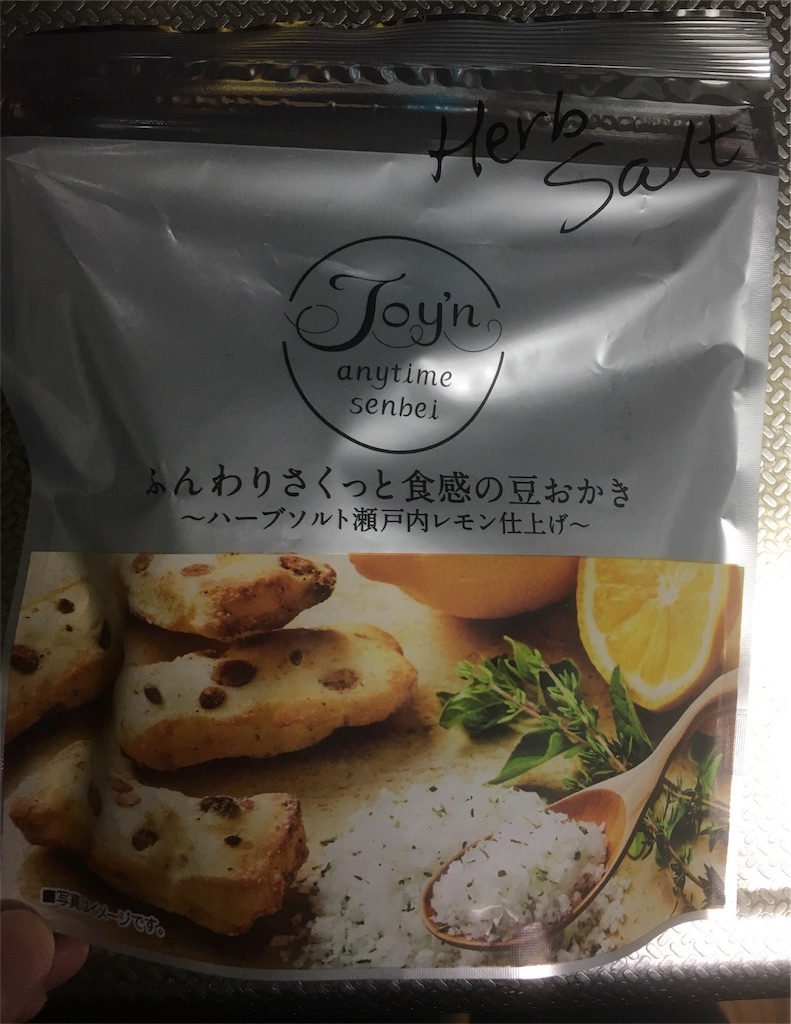 Herb
Salt
Joy'n
anytime
senbei
ふんわりさくっと食感の豆おかき
～ハーブソルト瀬戸内レモン仕上げ～
■写真はイメージです。